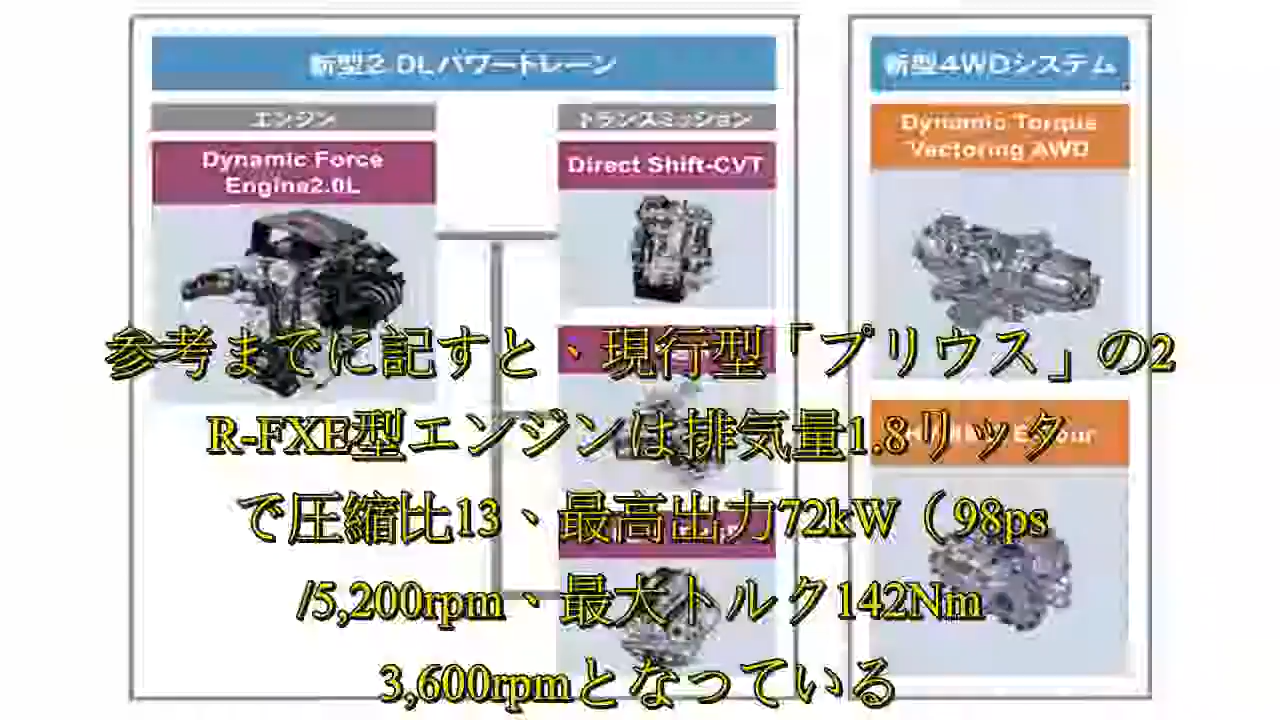 新型2.0Lパワートレーン
新型4WDシステム
エンジン
トランスミッション
Dynamic Force
Engine2.0L
Direct Shift-CVT
Dynamic Torque
Vectoring AWD
参考までに記すと、現行型「プリウス」の2
R-FXE型エンジンは排気量1.8リッタ
で圧縮比13、最高出力72kW（98ps
/5,200rpm、最大トルク142Nm
3,600rpmとなっている